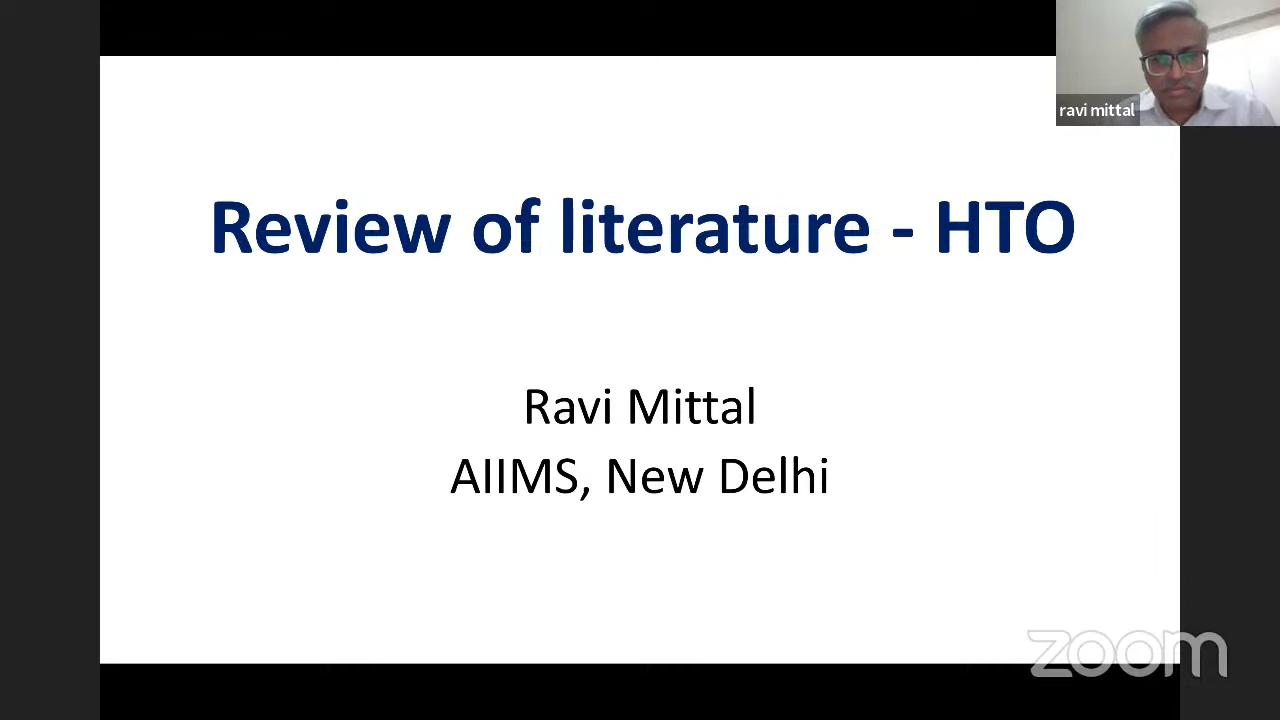 ravi mittal
Review of literature - HTO
Ravi Mittal
AIIMS, New Delhi
zoom